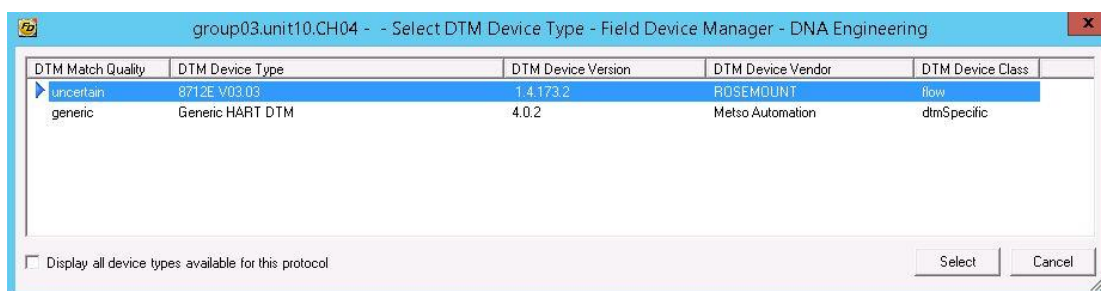 group03.unit10.CH04 - - Select DTM Device Type - Field Device Manager - DNA Engineering
DTM Match Quality DTM Device Type DTM Device Version DTM Device Vendor DTM Device Class
uncertain 8712E V03.03 1.4.173.2 ROSEMOUNT flow
generic Generic HART DTM 4.0.2 Metso Automation dtmSpecific
Display all device types available for this protocol Select Cancel